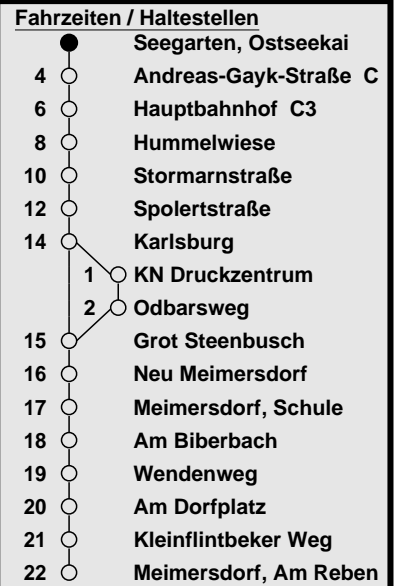 Fahrzeiten / Haltestellen
Seegarten, Ostseekai
4 Andreas-Gayk-Straße C
6 Hauptbahnhof C3
8 Hummelwiese
10 Stormarnstraße
12 Spolertstraße
14 Karlsburg
1 KN Druckzentrum
2 Odbarsweg
15 Grot Steenbusch
16 Neu Meimersdorf
17 Meimersdorf, Schule
18 Am Biberbach
19 Wendenweg
20 Am Dorfplatz
21 Kleinflintbeker Weg
22 Meimersdorf, Am Reben